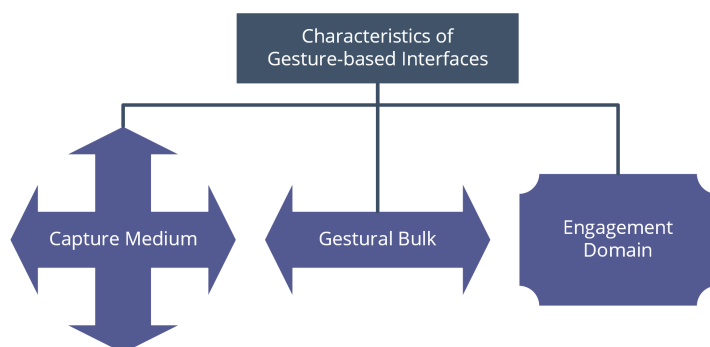 Characteristics of
Gesture-based Interfaces
Capture Medium
Gestural Bulk
Engagement
Domain